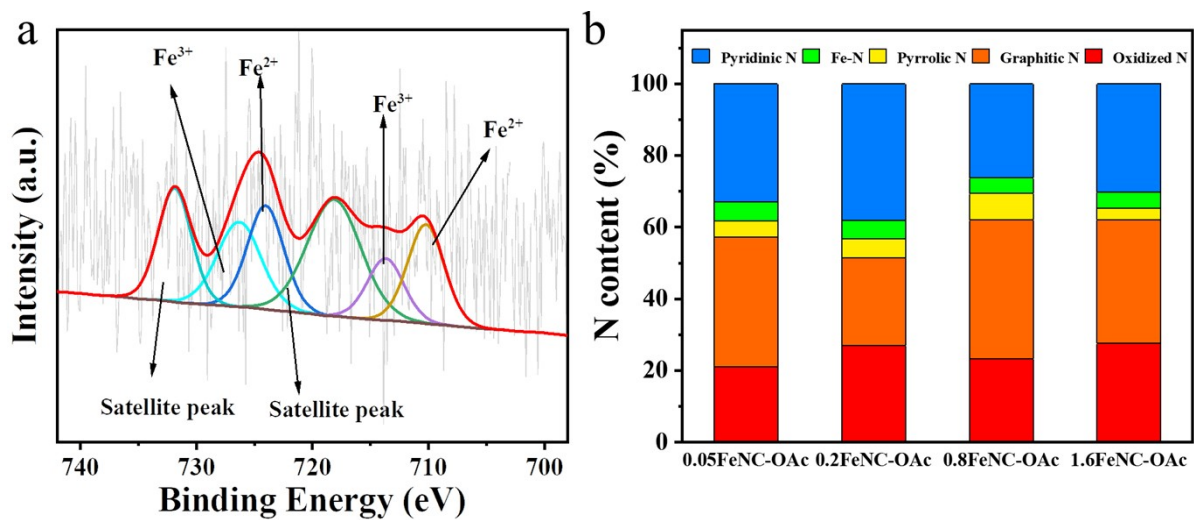 a
Fe³⁺
Fe²⁺
Fe³⁺
Fe²⁺
Satellite peak
Satellite peak
Intensity (a.u.)
740 730 720 710 700
Binding Energy (eV)
b
Pyridinic N Fe-N Pyrrolic N Graphitic N Oxidized N
100
80
60
40
20
0
N content (%)
0.05FeNC-OAc 0.2FeNC-OAc 0.8FeNC-OAc 1.6FeNC-OAc